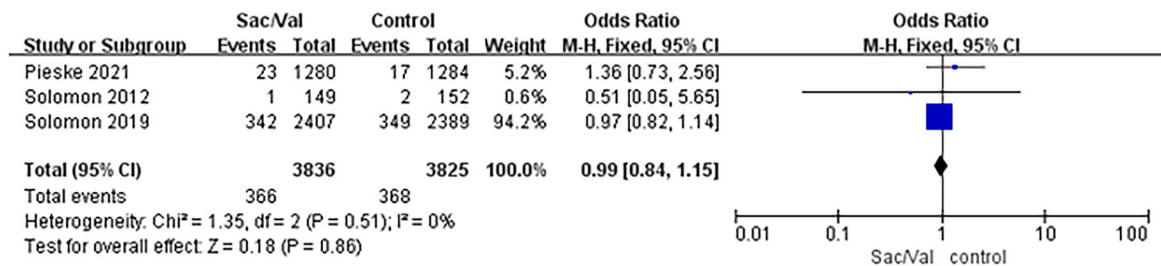 Sac/Val Control Odds Ratio Odds Ratio
Study or Subgroup Events Total Events Total Weight M-H, Fixed, 95% CI M-H, Fixed, 95% CI
Pieske 2021 23 1280 17 1284 5.2% 1.36 [0.73, 2.56]
Solomon 2012 1 149 2 152 0.6% 0.51 [0.05, 5.65]
Solomon 2019 342 2407 349 2389 94.2% 0.97 [0.82, 1.14]
Total (95% CI) 3836 3825 100.0% 0.99 [0.84, 1.15]
Total events 366 368
Heterogeneity: Chi² = 1.35, df = 2 (P = 0.51); I² = 0%
Test for overall effect: Z = 0.18 (P = 0.86)
0.01 0.1 1 10 100
Sac/Val control